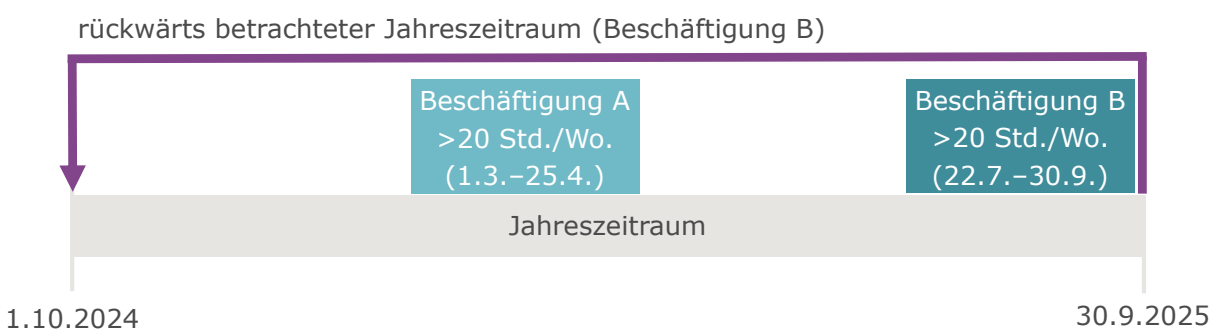 rückwärts betrachteter Jahreszeitraum (Beschäftigung B)
Beschäftigung A
>20 Std./Wo.
(1.3.–25.4.)
Beschäftigung B
>20 Std./Wo.
(22.7.–30.9.)
Jahreszeitraum
1.10.2024
30.9.2025